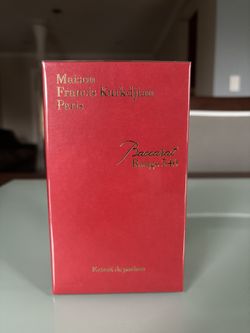 Maison
Francis Kurkdjian
Paris
Baccarat
Rouge 540
Extrait de parfum